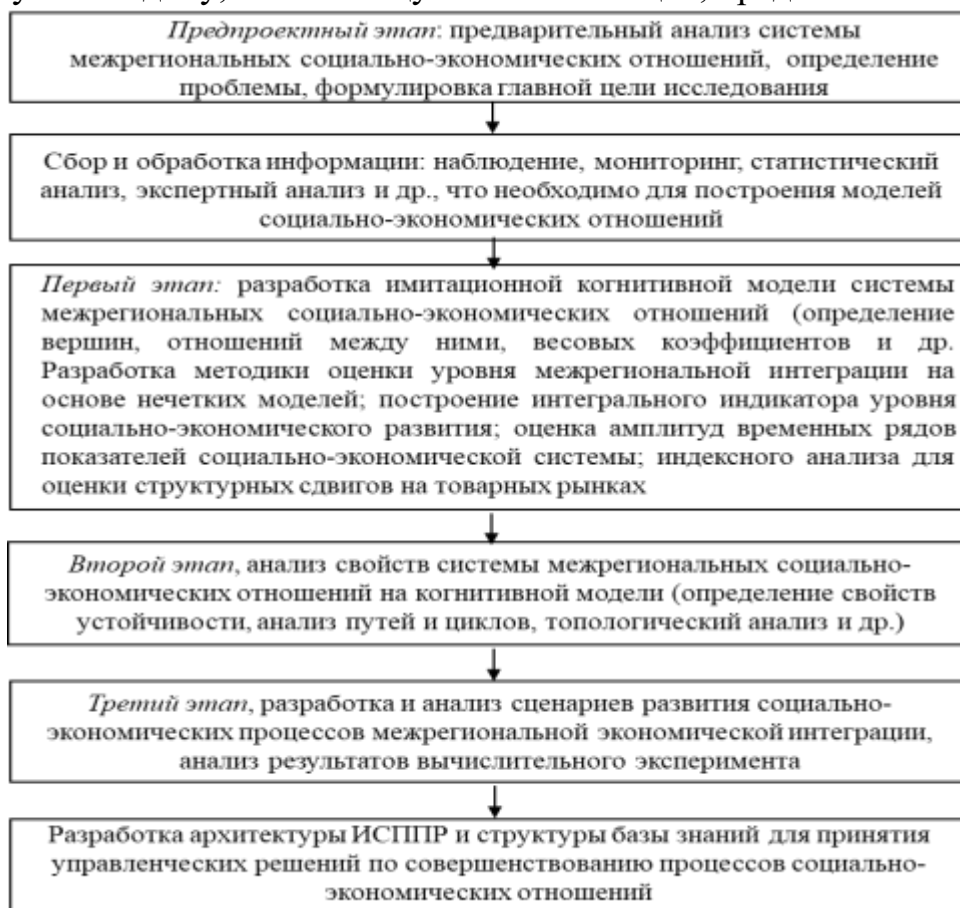 Предпроектный этап: предварительный анализ системы
межрегиональных социально-экономических отношений, определение
проблемы, формулировка главной цели исследования
Сбор и обработка информации: наблюдение, мониторинг, статистический
анализ, экспертный анализ и др., что необходимо для построения моделей
социально-экономических отношений
Первый этап: разработка имитационной когнитивной модели системы
межрегиональных социально-экономических отношений (определение
вершин, отношений между ними, весовых коэффициентов и др.
Разработка методики оценки уровня межрегиональной интеграции на
основе нечетких моделей; построение интегрального индикатора уровня
социально-экономического развития; оценка амплитуд временных рядов
показателей социально-экономической системы; индексного анализа для
оценки структурных сдвигов на товарных рынках
Второй этап, анализ свойств системы межрегиональных социально-
экономических отношений на когнитивной модели (определение свойств
устойчивости, анализ путей и циклов, топологический анализ и др.)
Третий этап, разработка и анализ сценариев развития социально-
экономических процессов межрегиональной экономической интеграции,
анализ результатов вычислительного эксперимента
Разработка архитектуры ИСППР и структуры базы знаний для принятия
управленческих решений по совершенствованию процессов социально-
экономических отношений